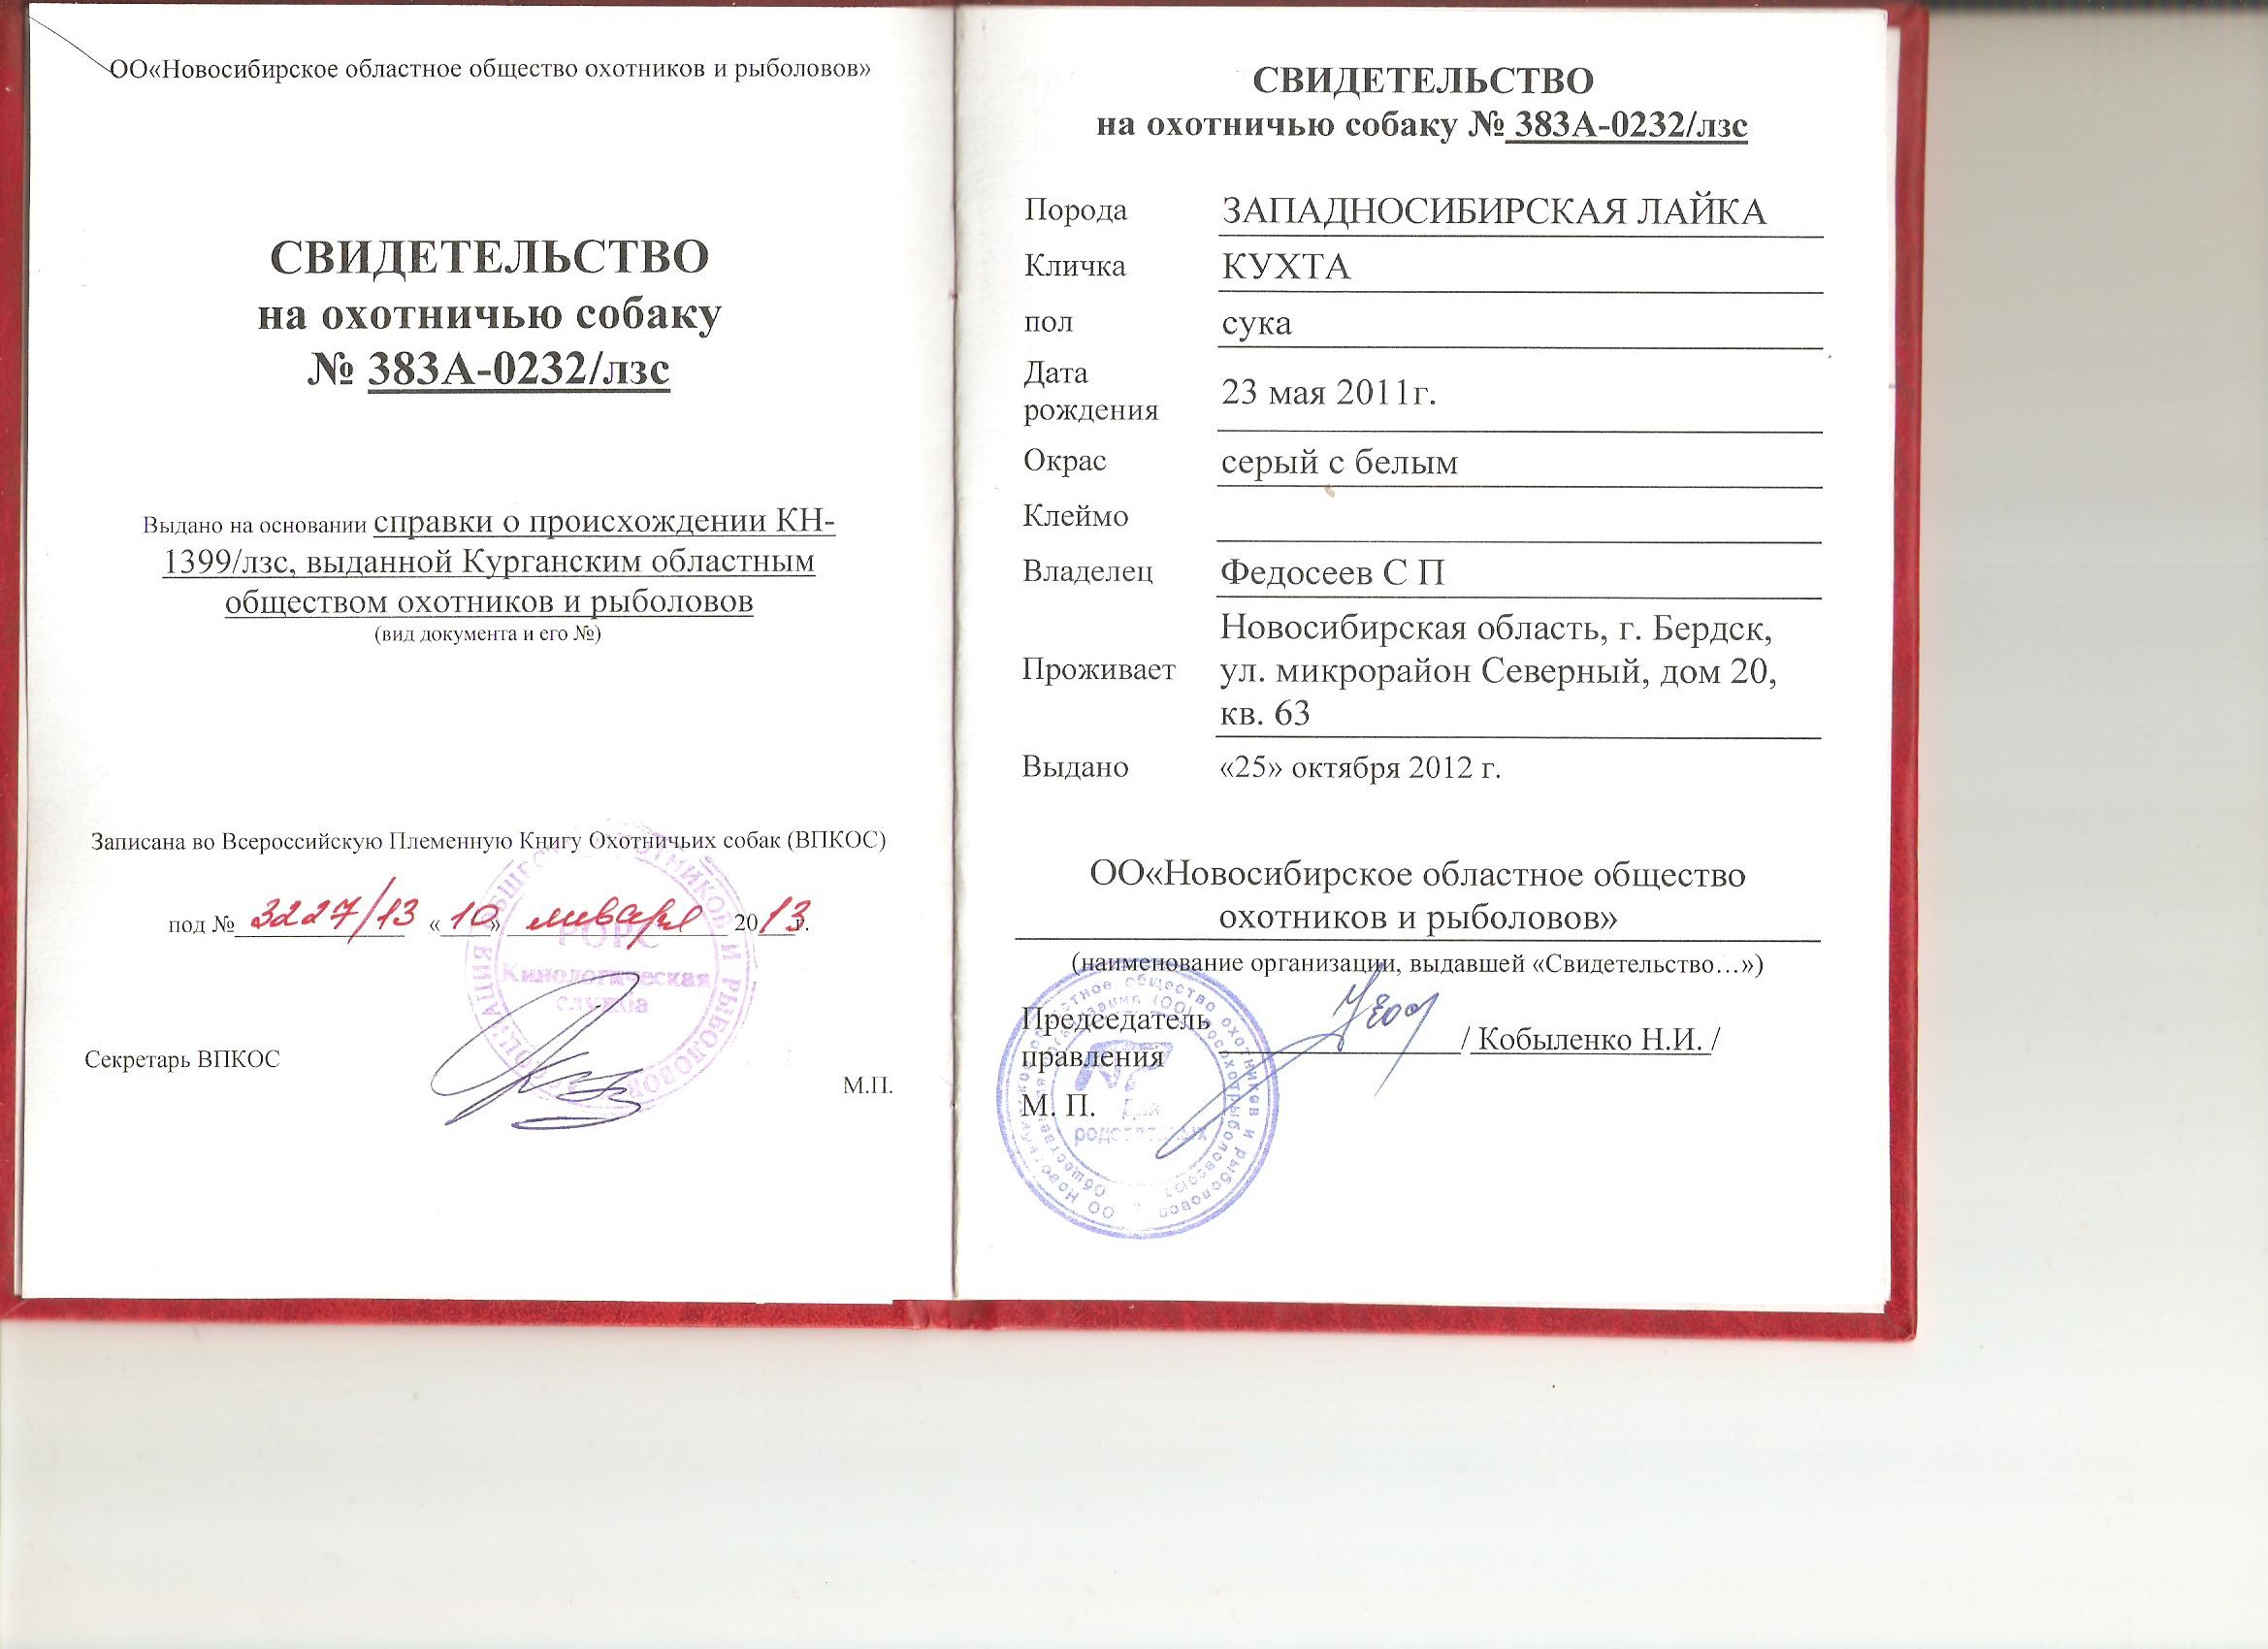 ОО«Новосибирское областное общество охотников и рыболовов»
СВИДЕТЕЛЬСТВО
на охотничью собаку
№ 383А-0232/лзс
Выдано на основании справки о происхождении КН-
1399/лзс, выданной Курганским областным
обществом охотников и рыболовов
(вид документа и его №)
Записана во Всероссийскую Племенную Книгу Охотничьих собак (ВПКОС)
под № 3227/13 «10» января 2013г.
РОРС
Кинологическая
служба
Секретарь ВПКОС
М.П.
СВИДЕТЕЛЬСТВО
на охотничью собаку № 383А-0232/лзс
Порода ЗАПАДНОСИБИРСКАЯ ЛАЙКА
Кличка КУХТА
пол сука
Дата
рождения 23 мая 2011г.
Окрас серый с белым
Клеймо
Владелец Федосеев С П
Проживает Новосибирская область, г. Бердск,
ул. микрорайон Северный, дом 20,
кв. 63
Выдано «25» октября 2012 г.
ОО«Новосибирское областное общество
охотников и рыболовов»
(наименование организации, выдавшей «Свидетельство…»)
Председатель
правления / Кобыленко Н.И. /
М. П.
Для